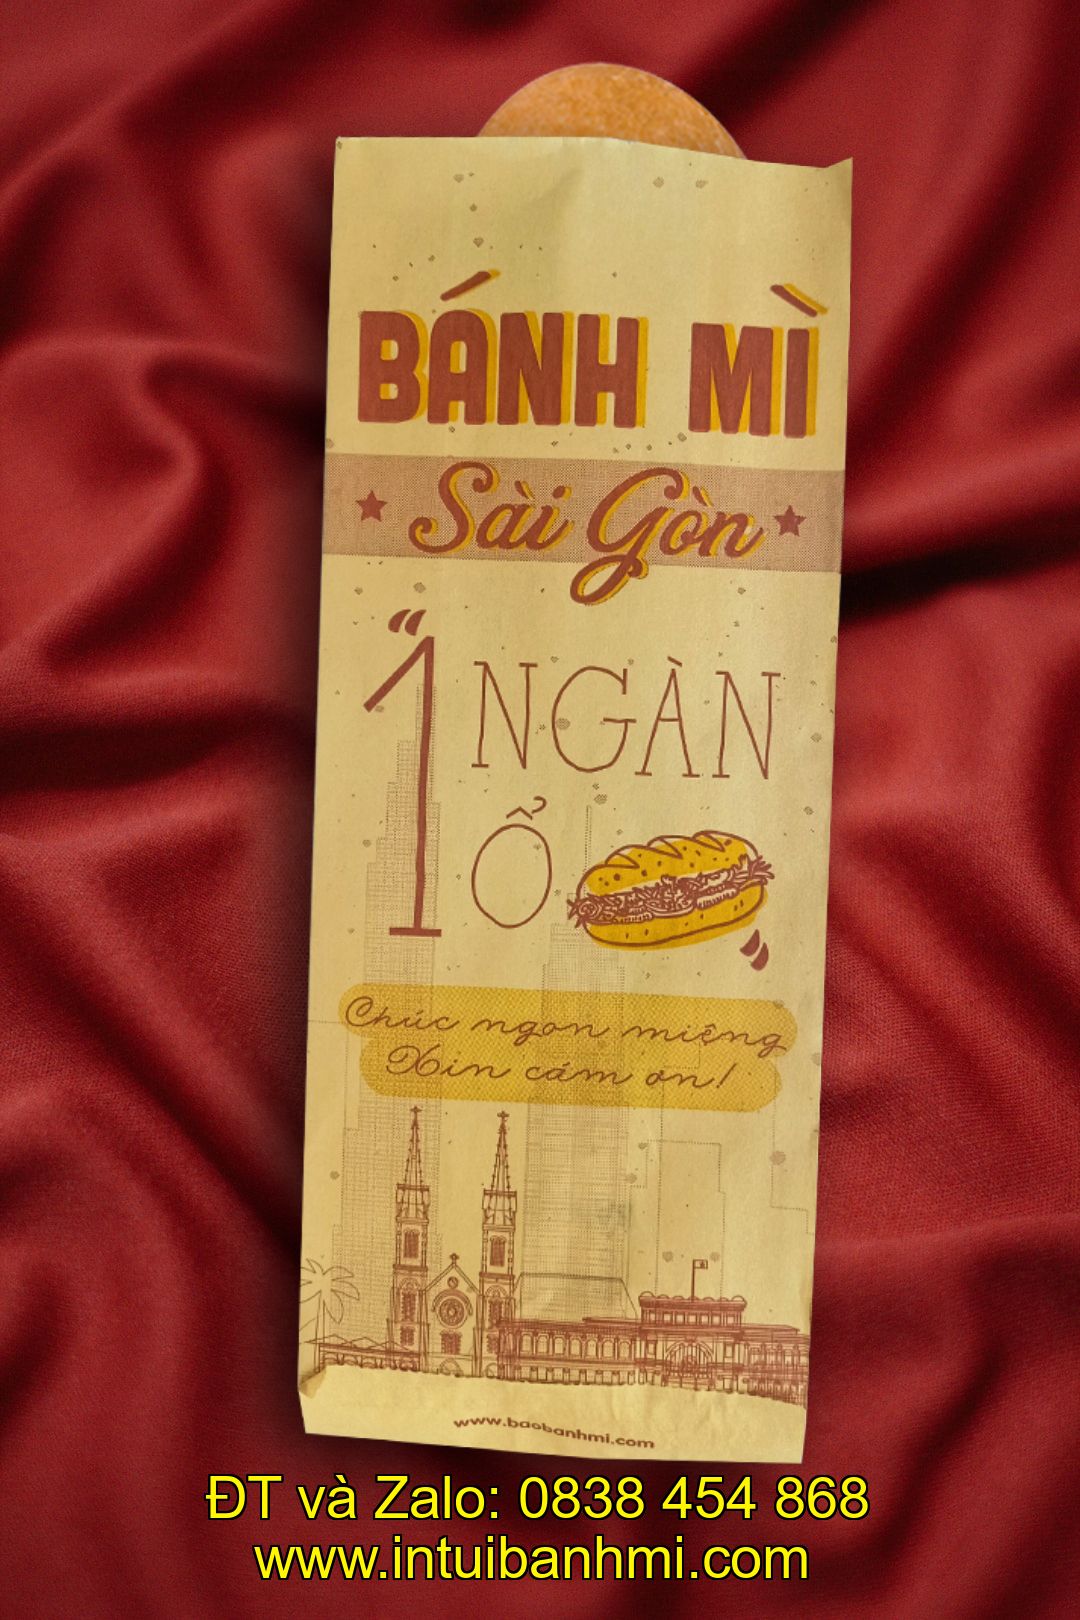 BÁNH MÌ
Sài Gòn
"1 NGÀN
Ổ "
Chúc ngon miệng
Xin cám ơn!
www.baobanhmi.com
ĐT và Zalo: 0838 454 868
www.intuibanhmi.com